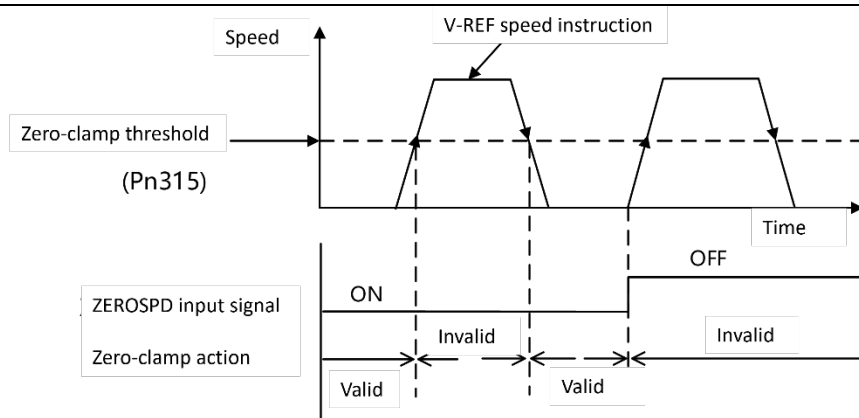 V-REF speed instruction
Speed
Zero-clamp threshold
(Pn315)
Time
OFF
ON
ZEROSPD input signal
Invalid
Invalid
Zero-clamp action
Valid
Valid